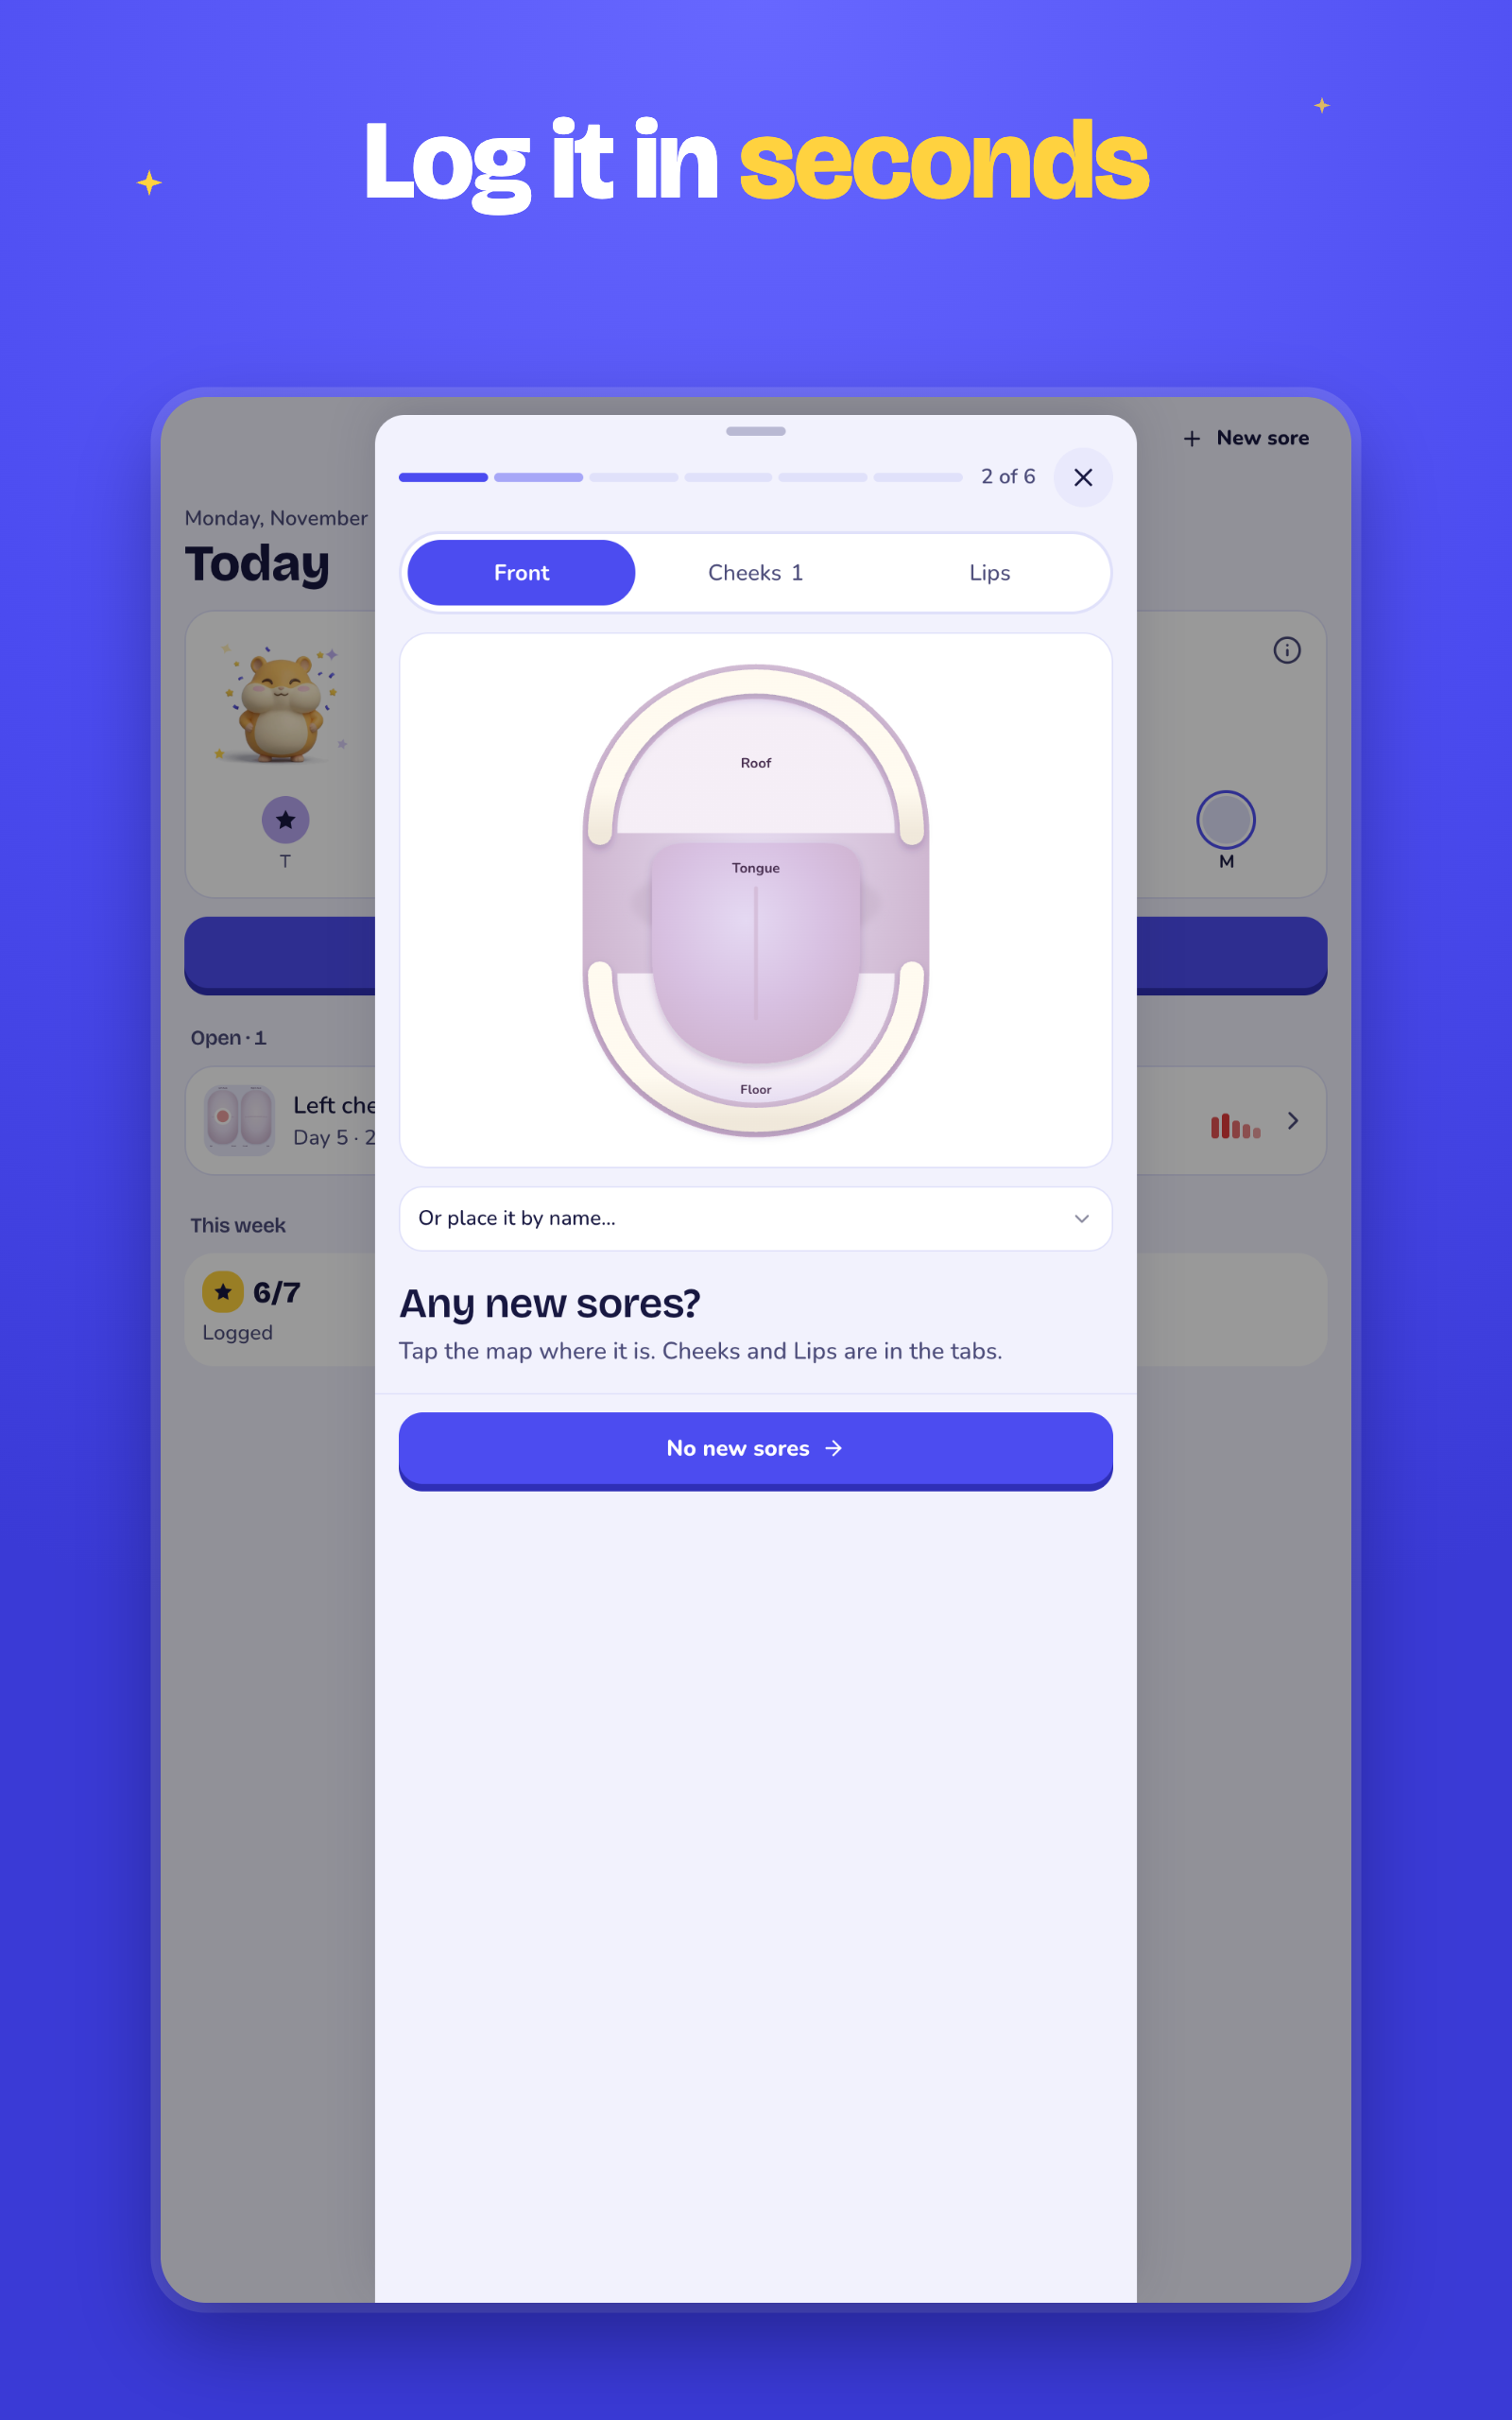 Log it in seconds
New sore
2 of 6
Monday, November
Today
Front
Cheeks 1
Lips
Roof
Tongue
Floor
T
M
Open · 1
Left che
Day 5 · 2
Or place it by name...
This week
6/7
Logged
Any new sores?
Tap the map where it is. Cheeks and Lips are in the tabs.
No new sores